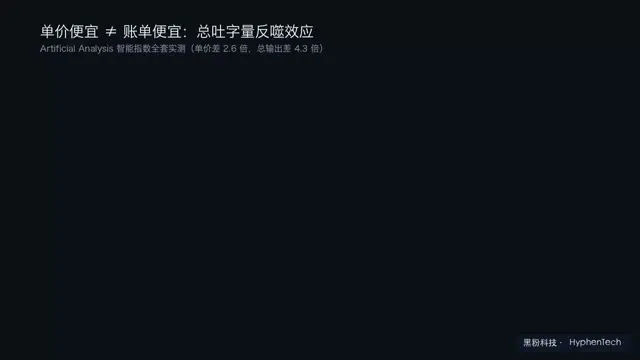 单价便宜 ≠ 账单便宜：总吐字量反噬效应
Artificial Analysis 智能指数全套实测（单价差 2.6 倍，总输出差 4.3 倍）
黑粉科技 · HyphenTech